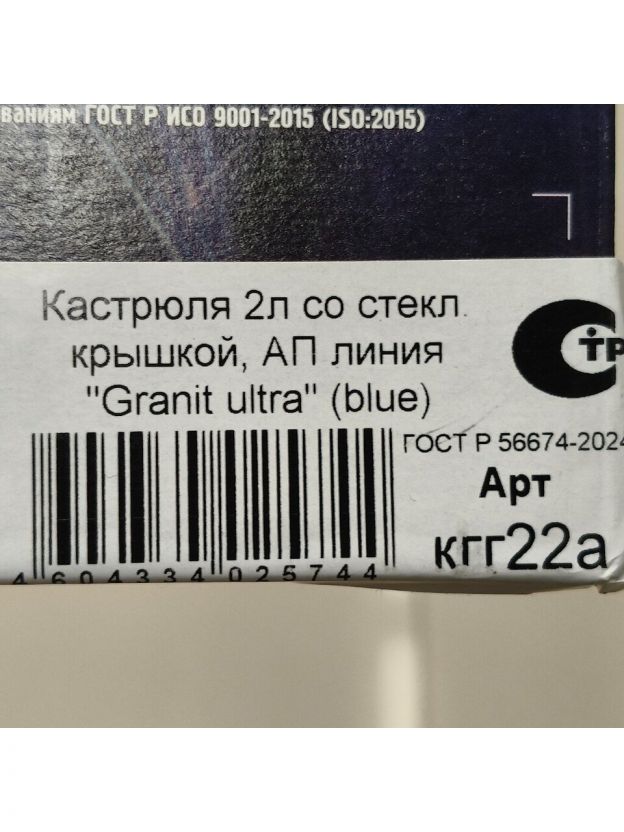 ваниям ГОСТ Р ИСО 9001-2015 (ISO:2015)
Кастрюля 2л со стекл.
крышкой, АП линия
"Granit ultra" (blue)
тр
ГОСТ Р 56674-2024
Арт
кгг22а
4 604334 025744